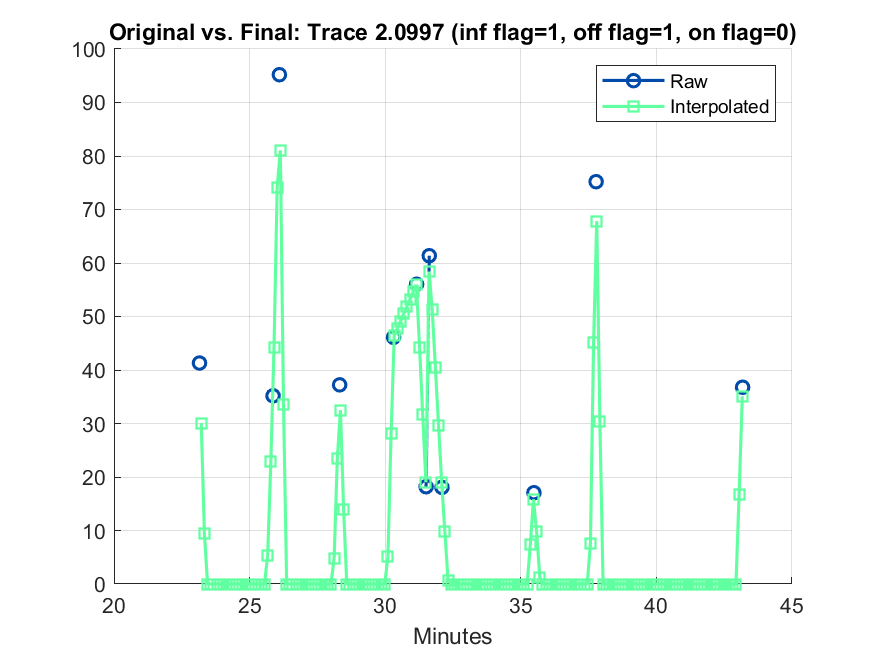 Original vs. Final: Trace 2.0997 (inf flag=1, off flag=1, on flag=0)
100
90
80
70
60
50
40
30
20
10
0
Raw
Interpolated
20 25 30 35 40 45
Minutes